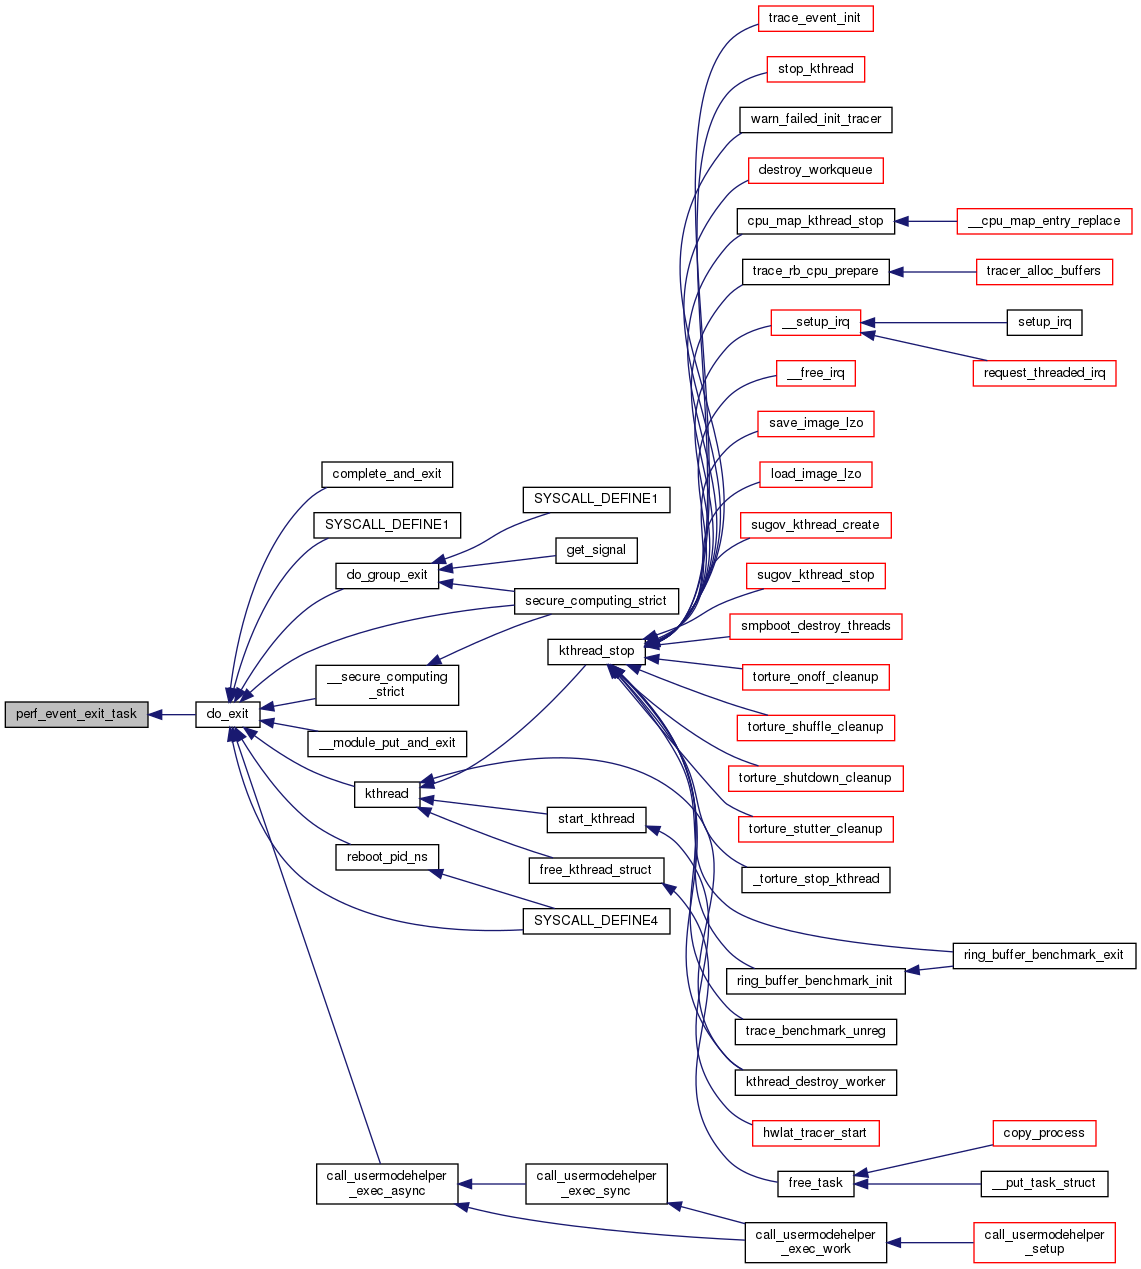 trace_event_init
stop_kthread
warn_failed_init_tracer
destroy_workqueue
cpu_map_kthread_stop
__cpu_map_entry_replace
trace_rb_cpu_prepare
tracer_alloc_buffers
__setup_irq
setup_irq
__free_irq
request_threaded_irq
save_image_lzo
complete_and_exit
load_image_lzo
SYSCALL_DEFINE1
SYSCALL_DEFINE1
sugov_kthread_create
get_signal
do_group_exit
sugov_kthread_stop
secure_computing_strict
smpboot_destroy_threads
kthread_stop
__secure_computing
_strict
torture_onoff_cleanup
perf_event_exit_task
do_exit
torture_shuffle_cleanup
__module_put_and_exit
torture_shutdown_cleanup
kthread
start_kthread
torture_stutter_cleanup
reboot_pid_ns
free_kthread_struct
_torture_stop_kthread
SYSCALL_DEFINE4
ring_buffer_benchmark_exit
ring_buffer_benchmark_init
trace_benchmark_unreg
kthread_destroy_worker
hwlat_tracer_start
copy_process
call_usermodehelper
_exec_async
call_usermodehelper
_exec_sync
free_task
__put_task_struct
call_usermodehelper
_exec_work
call_usermodehelper
_setup